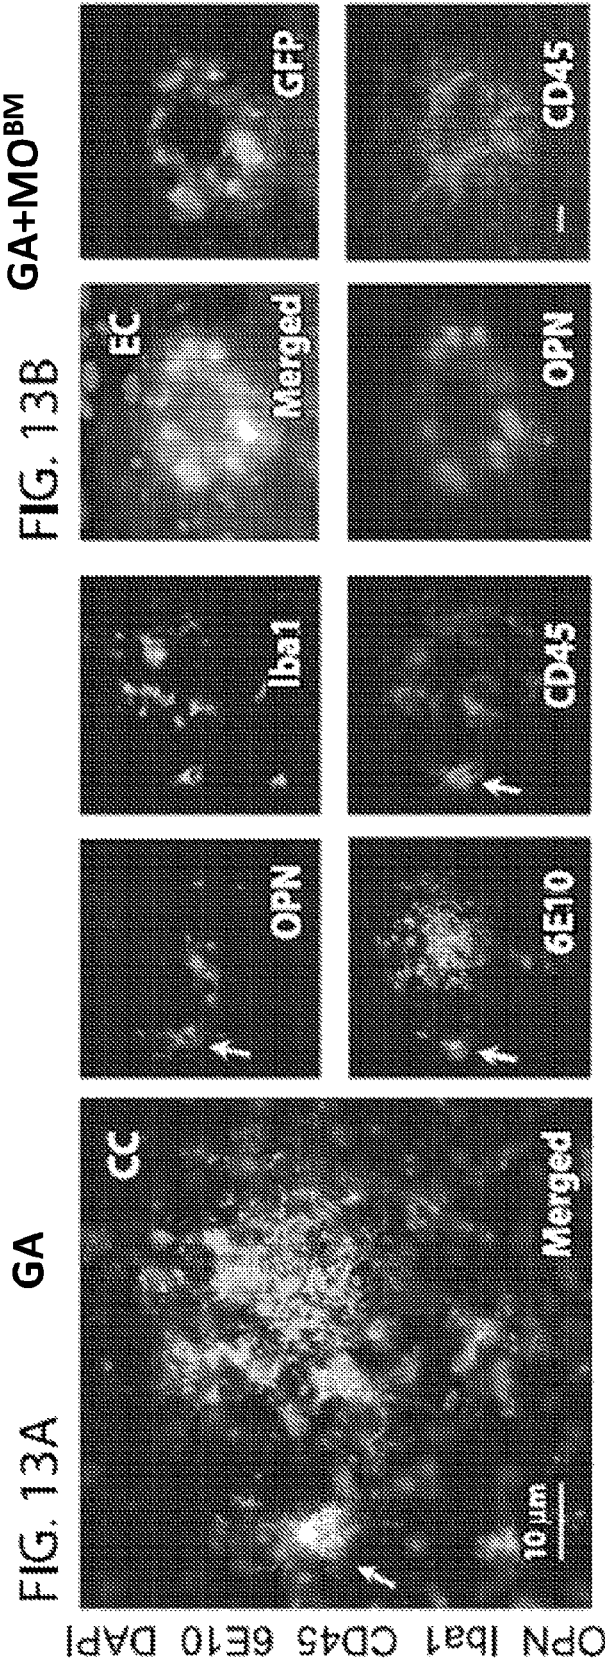 FIG. 13A
GA
FIG. 13B
GA+MO^BM
OPN Iba1 CD45 6E10 DAPI
CC
Merged
10 µm
OPN
Iba1
6E10
CD45
EC
Merged
GFP
OPN
CD45